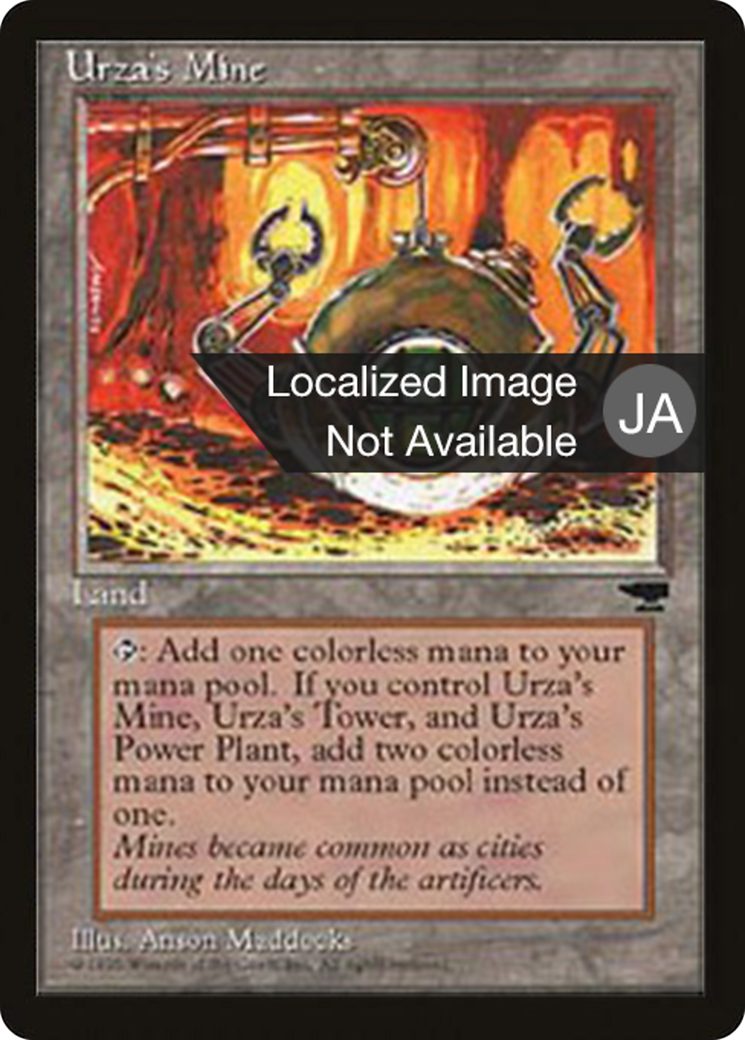 Urza's Mine
Localized Image
Not Available
JA
Land
: Add one colorless mana to your
mana pool. If you control Urza's
Mine, Urza's Tower, and Urza's
Power Plant, add two colorless
mana to your mana pool instead of
one.
Mines became common as cities
during the days of the artificers.
Illus. Anson Maddocks